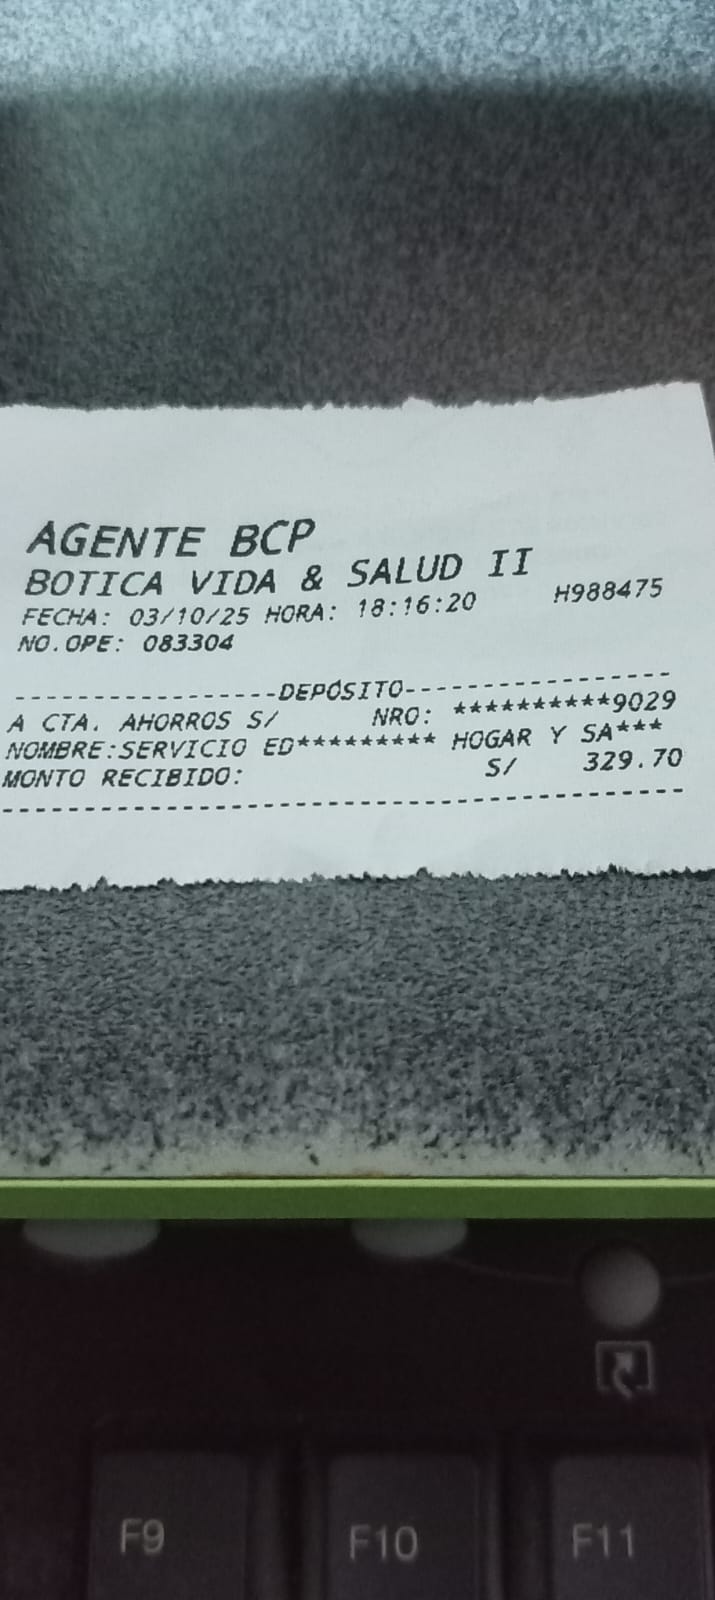 AGENTE BCP
BOTICA VIDA & SALUD II
FECHA: 03/10/25 HORA: 18:16:20 H988475
NO.OPE: 083304
------------------DEPÓSITO------------------
A CTA. AHORROS S/ NRO: **********9029
NOMBRE:SERVICIO ED********* HOGAR Y SA***
MONTO RECIBIDO: S/ 329.70
--------------------------------------------
F9 F10 F11